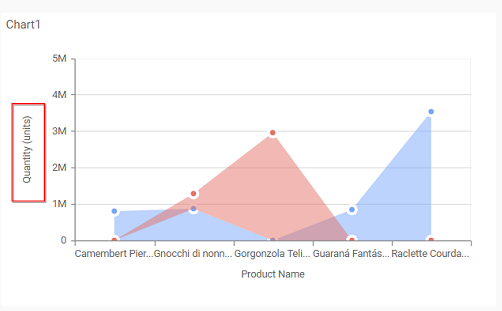 Chart1
5M
4M
3M
2M
1M
0
Quantity (units)
Camembert Pier... Gnocchi di nonn... Gorgonzola Teli... Guaraná Fantás... Raclette Courda...
Product Name